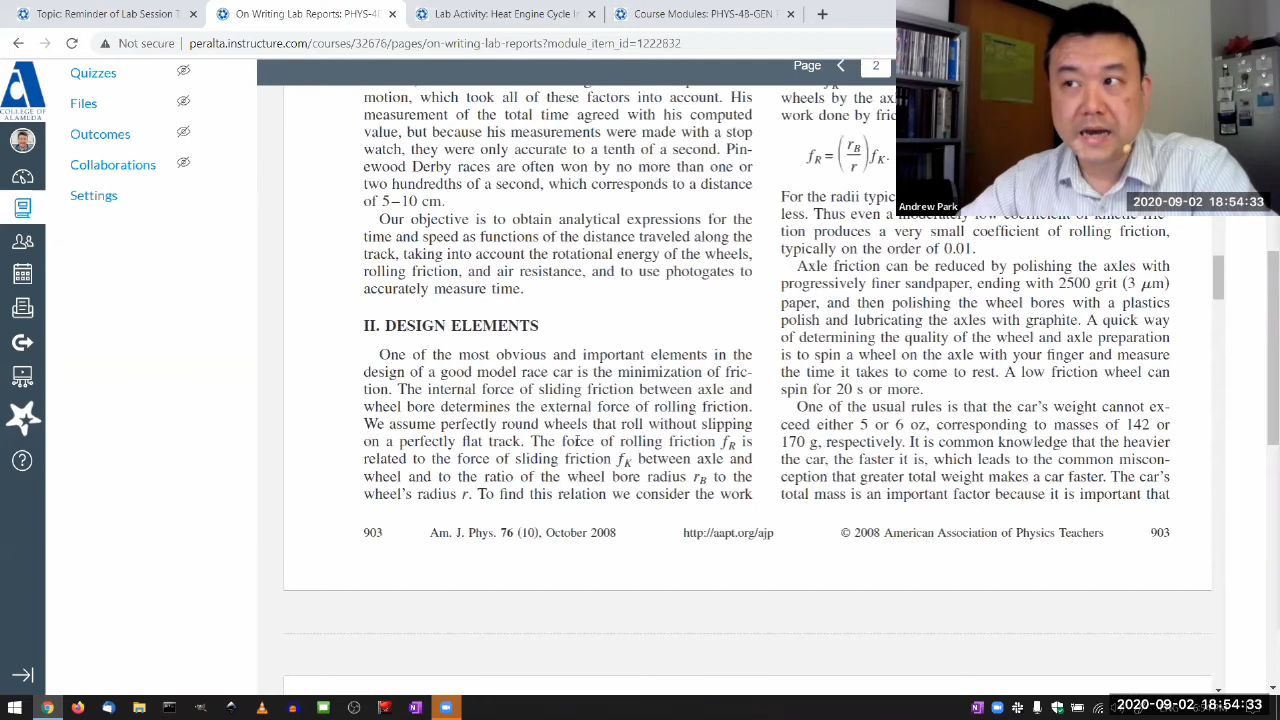 Topic: Recording of Lab Session T
On Writing Lab Reports: PHYS-4B
Lab Activity: Heat Engine Cycle
Course Modules: PHYS-4B-GEN
Not secure
peralta.instructure.com/courses/32676/pages/on-writing-lab-reports?module_item_id=1222832
COLLEGE OF
ALAMEDA
Quizzes
Files
Outcomes
Collaborations
Settings
Page
2
motion, which took all of these factors into account. His
measurement of the total time agreed with his computed
value, but because his measurements were made with a stop
watch, they were only accurate to a tenth of a second. Pin-
ewood Derby races are often won by no more than one or
two hundredths of a second, which corresponds to a distance
of 5–10 cm.
Our objective is to obtain analytical expressions for the
time and speed as functions of the distance traveled along the
track, taking into account the rotational energy of the wheels,
rolling friction, and air resistance, and to use photogates to
accurately measure time.
II. DESIGN ELEMENTS
One of the most obvious and important elements in the
design of a good model race car is the minimization of fric-
tion. The internal force of sliding friction between axle and
wheel bore determines the external force of rolling friction.
We assume perfectly round wheels that roll without slipping
on a perfectly flat track. The force of rolling friction fR is
related to the force of sliding friction fK between axle and
wheel and to the ratio of the wheel bore radius rB to the
wheel's radius r. To find this relation we consider the work
wheels by the ax
work done by fric
fR = (rB/r) fK.
For the radii typic
less. Thus even a moderately low coefficient of kinetic fric-
tion produces a very small coefficient of rolling friction,
typically on the order of 0.01.
Axle friction can be reduced by polishing the axles with
progressively finer sandpaper, ending with 2500 grit (3 μm)
paper, and then polishing the wheel bores with a plastics
polish and lubricating the axles with graphite. A quick way
of determining the quality of the wheel and axle preparation
is to spin a wheel on the axle with your finger and measure
the time it takes to come to rest. A low friction wheel can
spin for 20 s or more.
One of the usual rules is that the car's weight cannot ex-
ceed either 5 or 6 oz, corresponding to masses of 142 or
170 g, respectively. It is common knowledge that the heavier
the car, the faster it is, which leads to the common miscon-
ception that greater total weight makes a car faster. The car's
total mass is an important factor because it is important that
903 Am. J. Phys. 76 (10), October 2008 http://aapt.org/ajp © 2008 American Association of Physics Teachers 903
Andrew Park
2020-09-02 18:54:33
2020-09-02 18:54:33